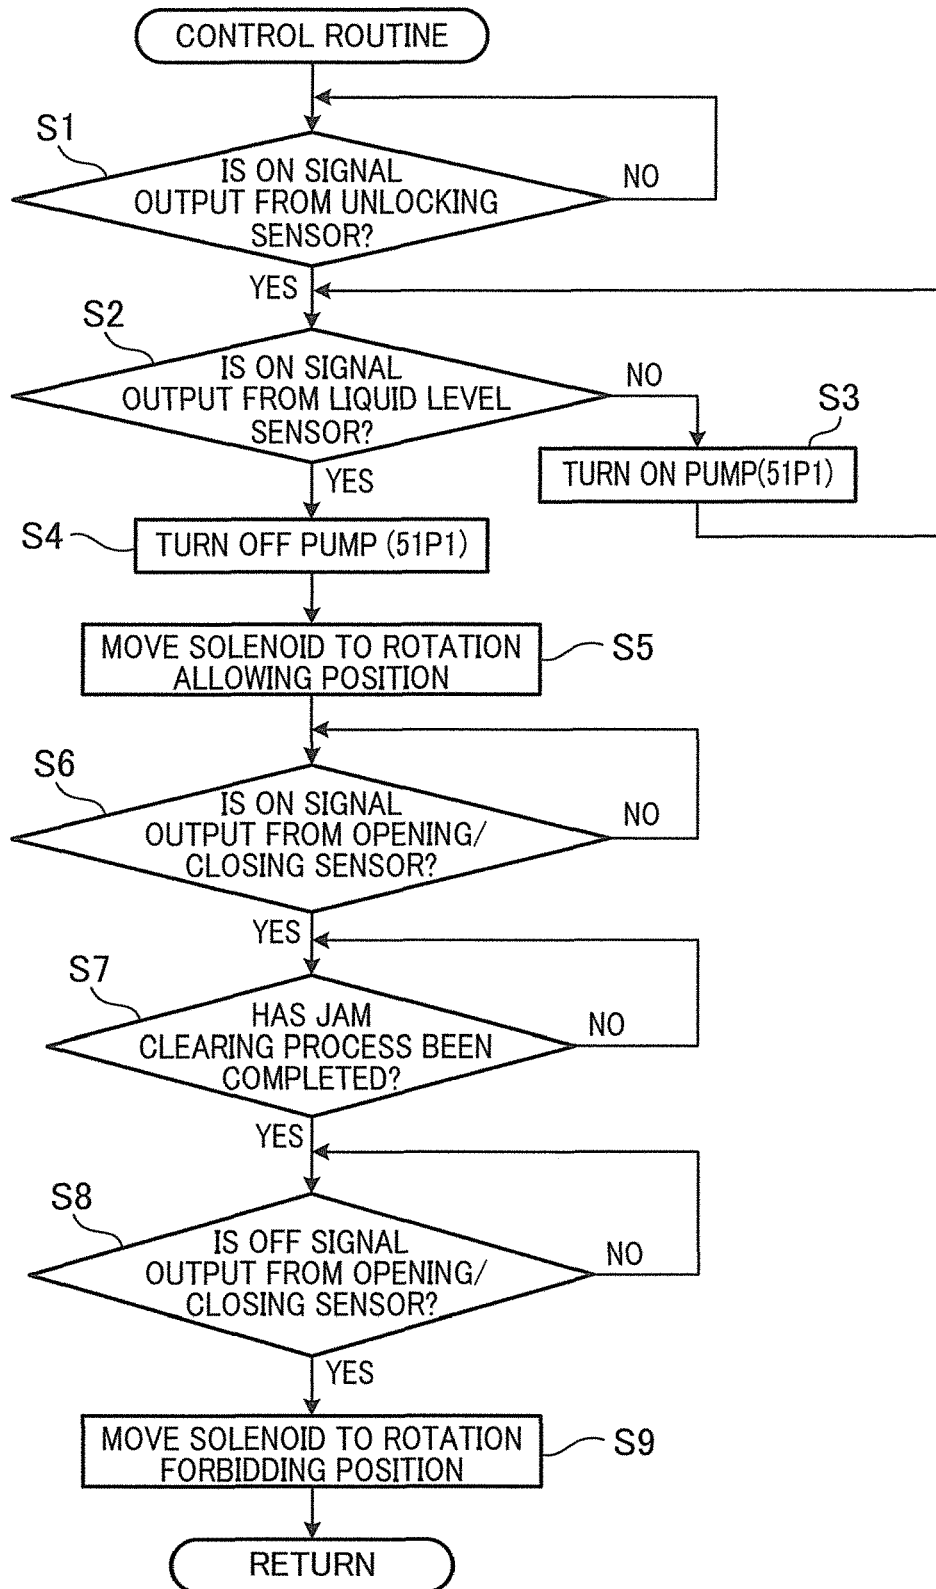 CONTROL ROUTINE
S1
IS ON SIGNAL
OUTPUT FROM UNLOCKING
SENSOR?
NO
YES
S2
IS ON SIGNAL
OUTPUT FROM LIQUID LEVEL
SENSOR?
NO
S3
TURN ON PUMP(51P1)
YES
S4
TURN OFF PUMP (51P1)
MOVE SOLENOID TO ROTATION
ALLOWING POSITION
S5
S6
IS ON SIGNAL
OUTPUT FROM OPENING/
CLOSING SENSOR?
NO
YES
S7
HAS JAM
CLEARING PROCESS BEEN
COMPLETED?
NO
YES
S8
IS OFF SIGNAL
OUTPUT FROM OPENING/
CLOSING SENSOR?
NO
YES
MOVE SOLENOID TO ROTATION
FORBIDDING POSITION
S9
RETURN